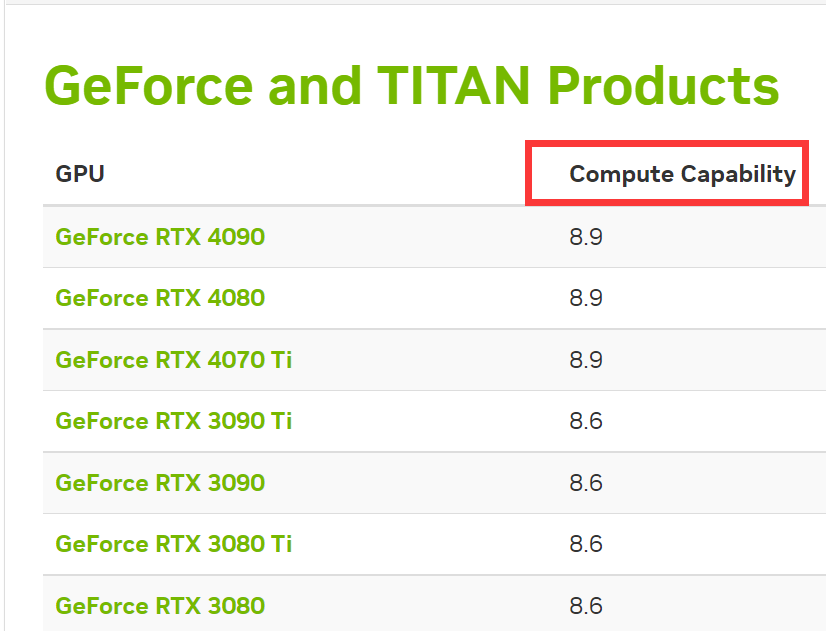 GeForce and TITAN Products
GPU Compute Capability
GeForce RTX 4090 8.9
GeForce RTX 4080 8.9
GeForce RTX 4070 Ti 8.9
GeForce RTX 3090 Ti 8.6
GeForce RTX 3090 8.6
GeForce RTX 3080 Ti 8.6
GeForce RTX 3080 8.6